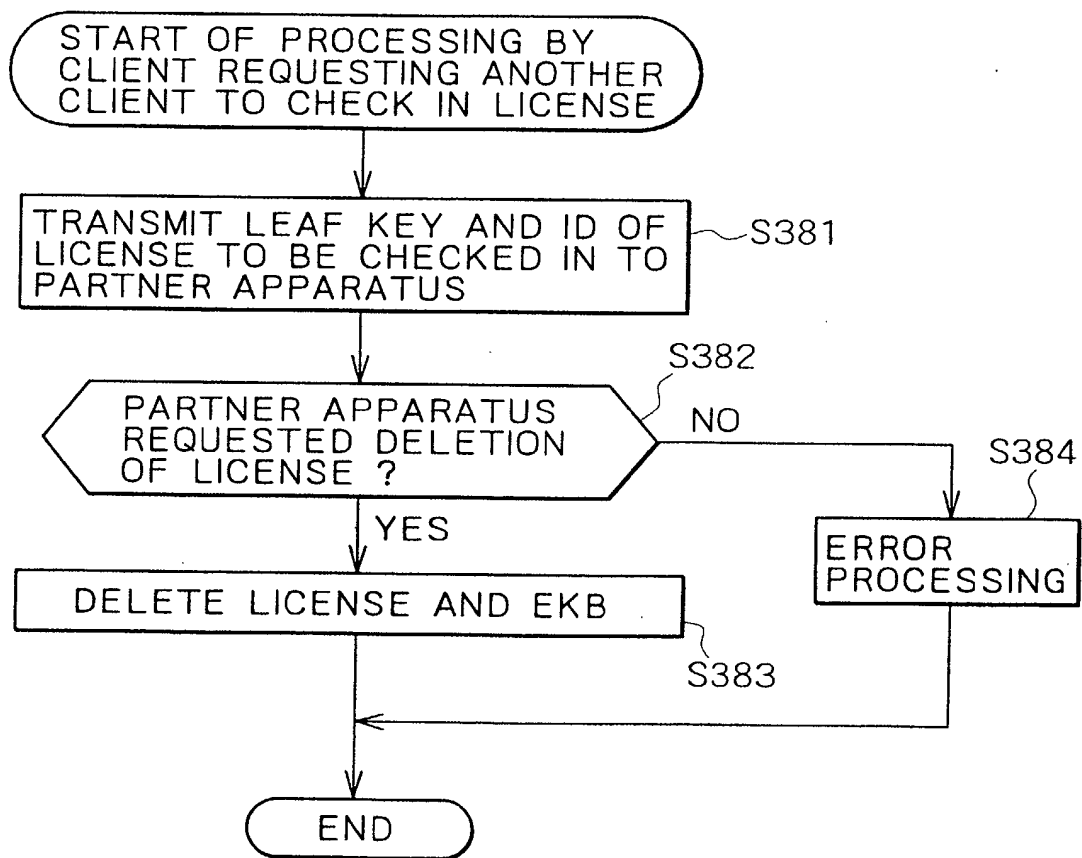 START OF PROCESSING BY
CLIENT REQUESTING ANOTHER
CLIENT TO CHECK IN LICENSE
TRANSMIT LEAF KEY AND ID OF
LICENSE TO BE CHECKED IN TO
PARTNER APPARATUS
S381
S382
PARTNER APPARATUS
REQUESTED DELETION
OF LICENSE ?
NO
S384
YES
ERROR
PROCESSING
DELETE LICENSE AND EKB
S383
END